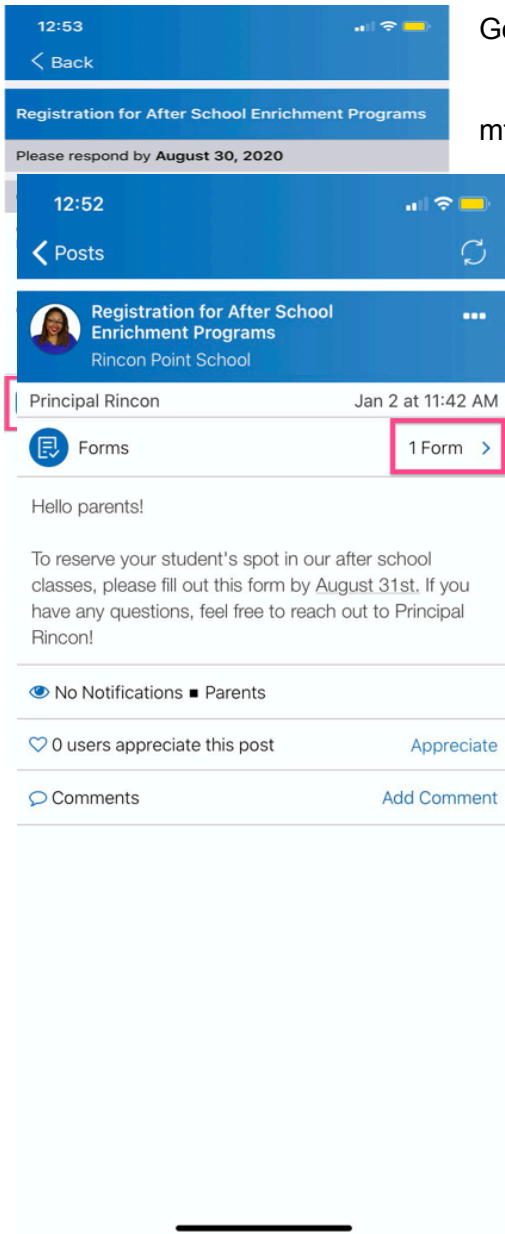 12:53
Back
Registration for After School Enrichment Programs
Please respond by August 30, 2020
12:52
Posts
Registration for After School
Enrichment Programs
Rincon Point School
Principal Rincon Jan 2 at 11:42 AM
Forms 1 Form
Hello parents!
To reserve your student's spot in our after school
classes, please fill out this form by August 31st. If you
have any questions, feel free to reach out to Principal
Rincon!
No Notifications ■ Parents
0 users appreciate this post Appreciate
Comments Add Comment